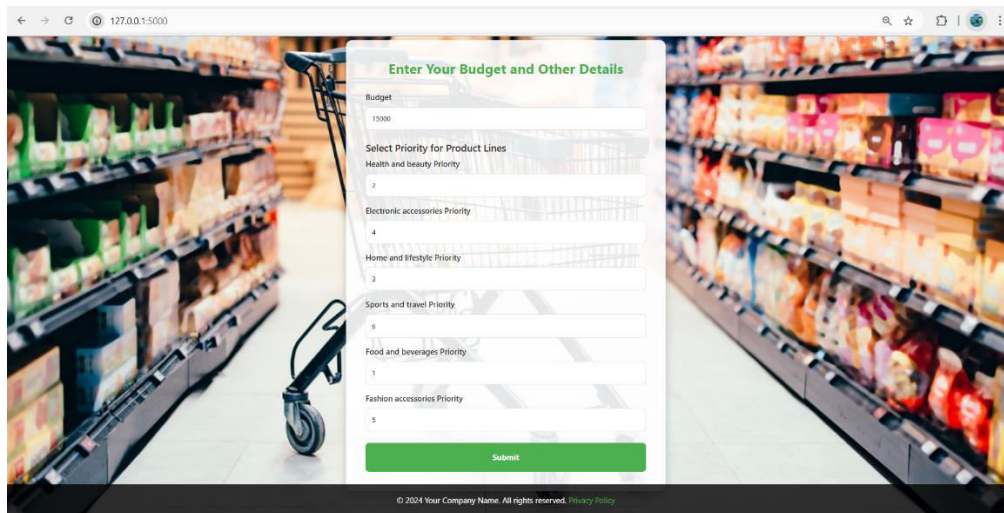 127.0.0.1:5000
Enter Your Budget and Other Details
Budget
15000
Select Priority for Product Lines
Health and beauty Priority
2
Electronic accessories Priority
4
Home and lifestyle Priority
3
Sports and travel Priority
6
Food and beverages Priority
1
Fashion accessories Priority
5
Submit
© 2024 Your Company Name. All rights reserved. Privacy Policy